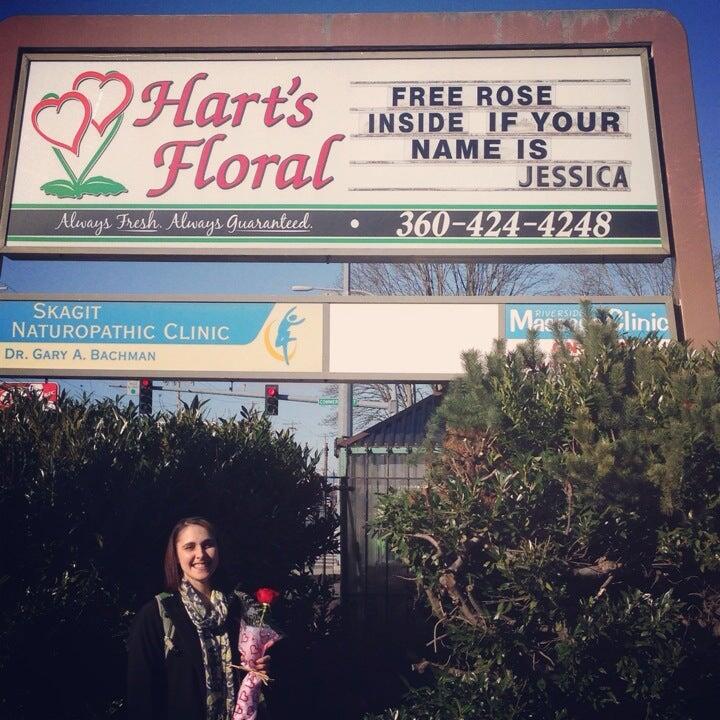 Hart's
Floral
FREE ROSE
INSIDE IF YOUR
NAME IS
JESSICA
Always Fresh. Always Guaranteed. • 360-424-4248
SKAGIT
NATUROPATHIC CLINIC
DR. GARY A. BACHMAN
RIVERSIDE
Clinic